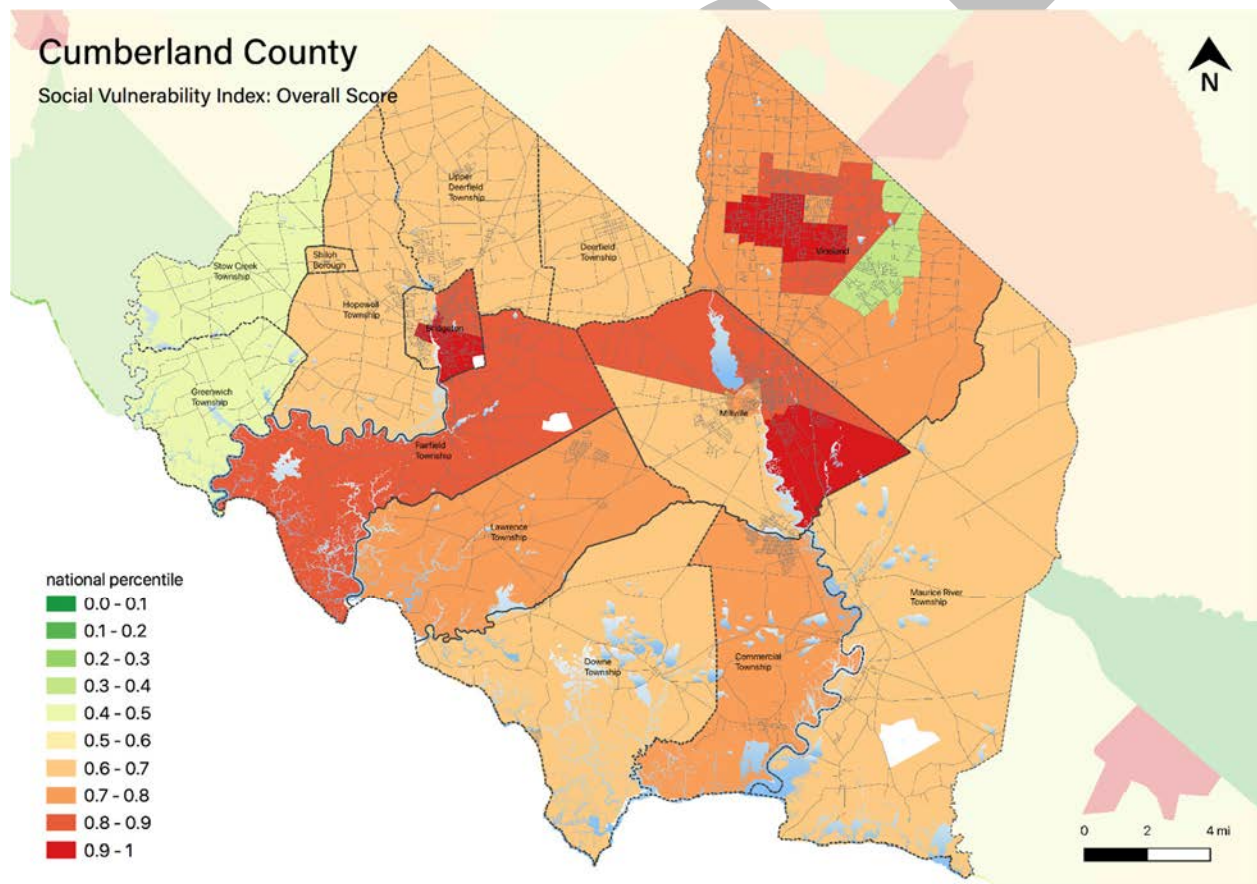 Cumberland County
Social Vulnerability Index: Overall Score
N
Upper
Deerfield
Township
Deerfield
Township
Vineland
Stow Creek
Township
Shiloh
Borough
Hopewell
Township
Bridgeton
Greenwich
Township
Millville
Fairfield
Township
Lawrence
Township
Maurice River
Township
Downe
Township
Commercial
Township
national percentile
0.0 - 0.1
0.1 - 0.2
0.2 - 0.3
0.3 - 0.4
0.4 - 0.5
0.5 - 0.6
0.6 - 0.7
0.7 - 0.8
0.8 - 0.9
0.9 - 1
0 2 4 mi